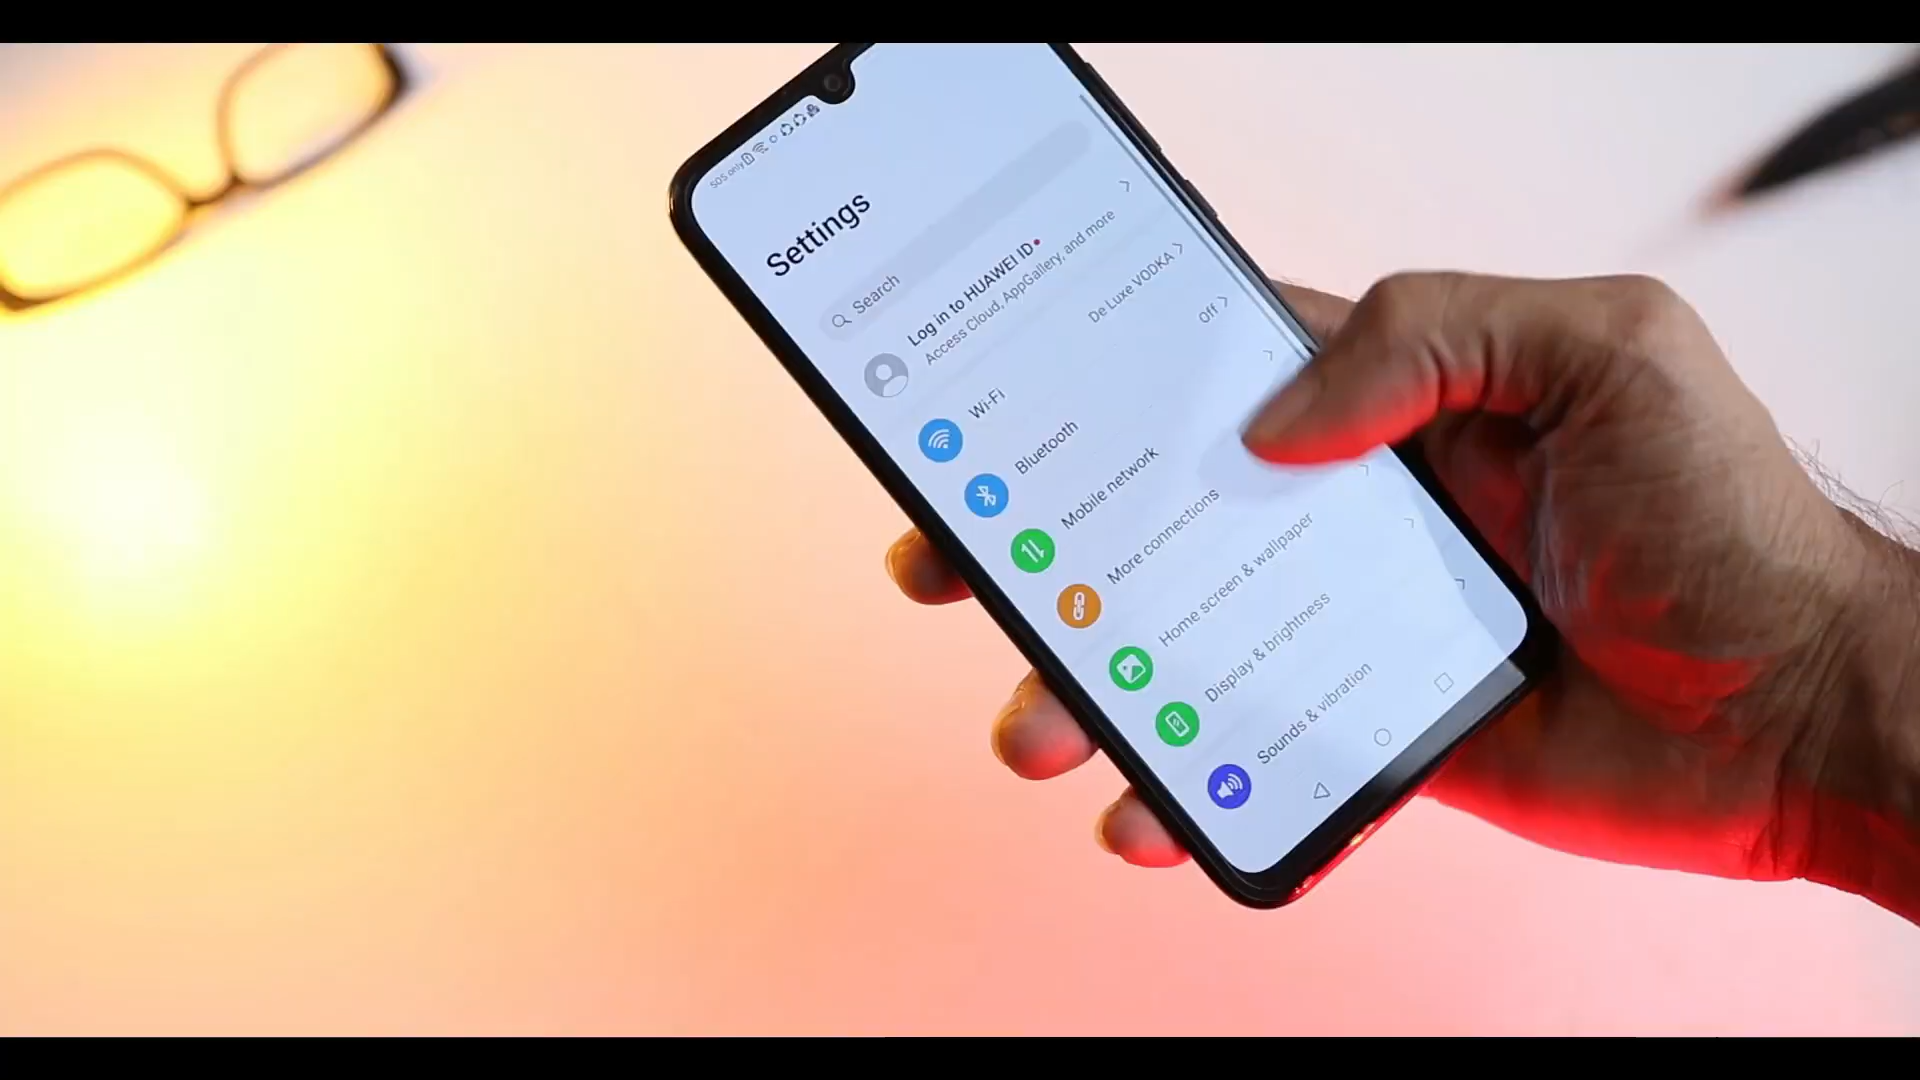 SOS only
Settings
Search
Log in to HUAWEI ID
Access Cloud, AppGallery, and more
Wi-Fi
De Luxe VODKA
Bluetooth
Off
Mobile network
More connections
Home screen & wallpaper
Display & brightness
Sounds & vibration